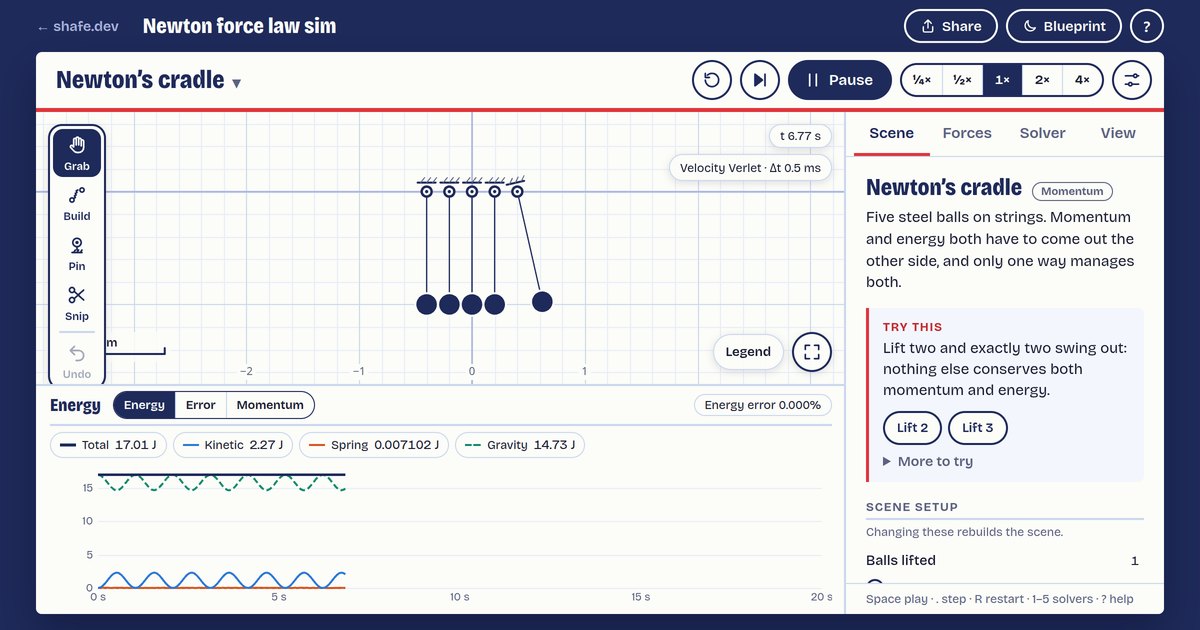 ← shafe.dev
Newton force law sim
Share
Blueprint
?
Newton's cradle ▾
Pause
¼×
½×
1×
2×
4×
Grab
Build
Pin
Snip
Undo
t 6.77 s
Velocity Verlet · Δt 0.5 ms
m
−2
−1
0
1
Legend
Energy
Energy
Error
Momentum
Energy error 0.000%
Total 17.01 J
Kinetic 2.27 J
Spring 0.007102 J
Gravity 14.73 J
15
10
5
0
0 s
5 s
10 s
15 s
20 s
Scene
Forces
Solver
View
Newton's cradle
Momentum
Five steel balls on strings. Momentum
and energy both have to come out the
other side, and only one way manages
both.
TRY THIS
Lift two and exactly two swing out:
nothing else conserves both
momentum and energy.
Lift 2
Lift 3
▶ More to try
SCENE SETUP
Changing these rebuilds the scene.
Balls lifted 1
Space play · . step · R restart · 1–5 solvers · ? help